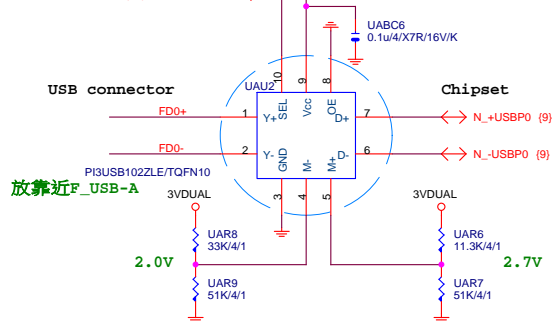 UABC6
0.1u/4/X7R/16V/K
USB connector
UAU2
10
9
8
Chipset
SEL
Vcc
OE
FD0+
1
Y+
D+
7
N_+USBP0 {9}
FD0-
2
Y-
D-
6
N_-USBP0 {9}
GND
M-
M+
PI3USB102ZLE/TQFN10
放靠近F_USB-A
3
4
5
3VDUAL
3VDUAL
UAR8
33K/4/1
UAR6
11.3K/4/1
2.0V
2.7V
UAR9
51K/4/1
UAR7
51K/4/1